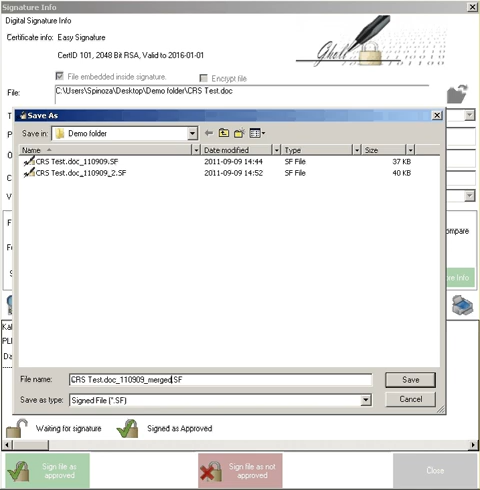 Signature Info
Digital Signature Info
Certificate info: Easy Signature
CertID 101, 2048 Bit RSA, Valid to 2016-01-01
File embedded inside signature.
Encrypt file
File: C:\Users\Spinoza\Desktop\Demo folder\CRS Test.doc
Save As
Save in: Demo folder
Name Date modified Type Size
CRS Test.doc_110909.SF 2011-09-09 14:44 SF File 37 KB
CRS Test.doc_110909_2.SF 2011-09-09 14:52 SF File 40 KB
File name: CRS Test.doc_110909_merged.SF
Save
Save as type: Signed File (*.SF)
Cancel
Waiting for signature
Signed as Approved
Sign file as approved
Sign file as not approved
Close